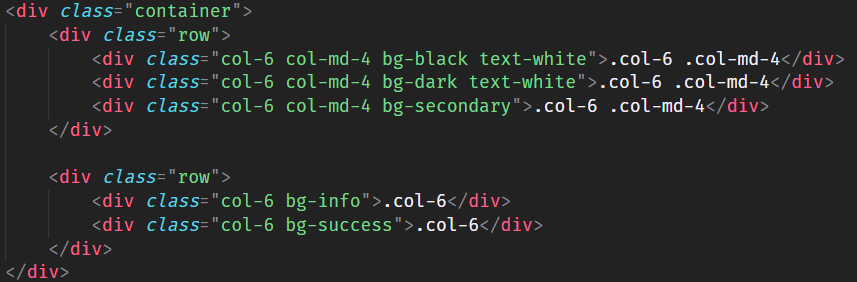 <div class="container">
    <div class="row">
        <div class="col-6 col-md-4 bg-black text-white">.col-6 .col-md-4</div>
        <div class="col-6 col-md-4 bg-dark text-white">.col-6 .col-md-4</div>
        <div class="col-6 col-md-4 bg-secondary">.col-6 .col-md-4</div>
    </div>

    <div class="row">
        <div class="col-6 bg-info">.col-6</div>
        <div class="col-6 bg-success">.col-6</div>
    </div>
</div>